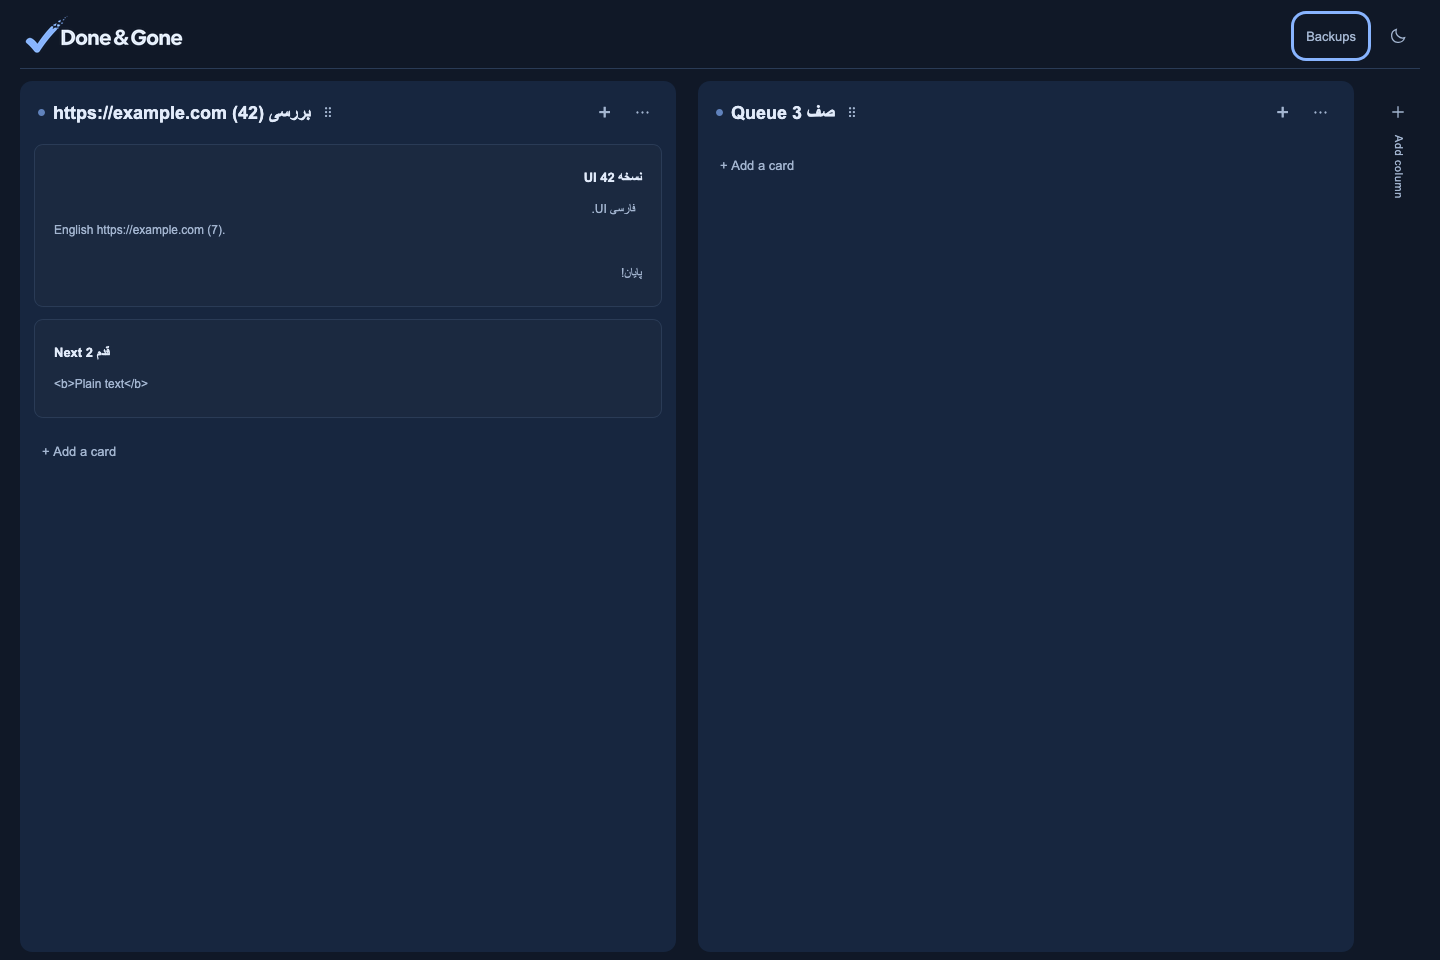 Done & Gone
Backups
https://example.com (42) بررسی
نسخه UI 42
فارسی UI.
English https://example.com (7).
پایان!
Next 2 قدم
<b>Plain text</b>
+ Add a card
Queue 3 صف
+ Add a card
Add column